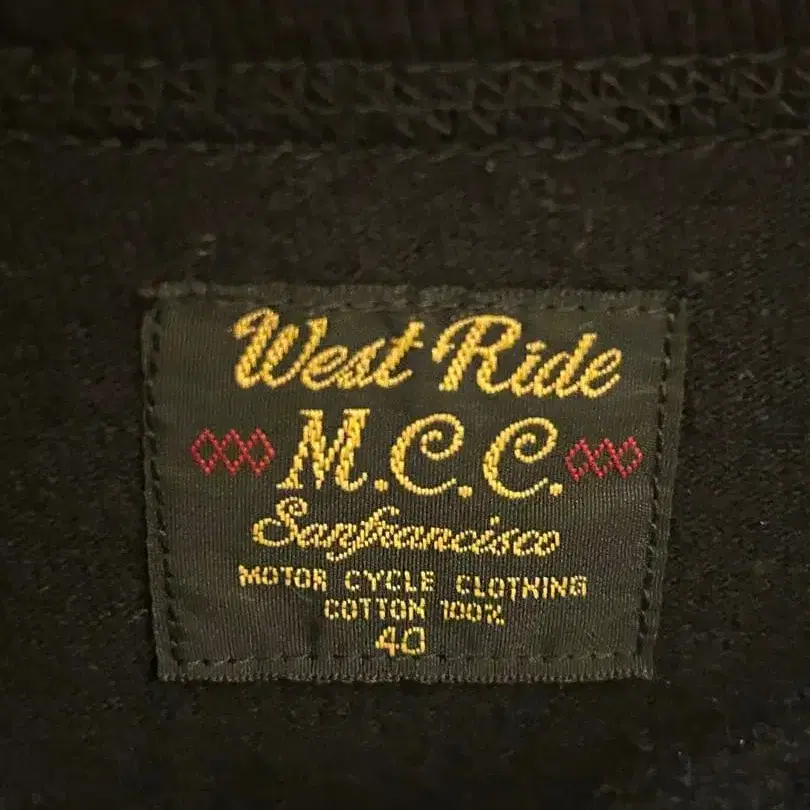 West Ride
M.C.C.
Sanfrancisco
MOTOR CYCLE CLOTHING
COTTON 100%
40